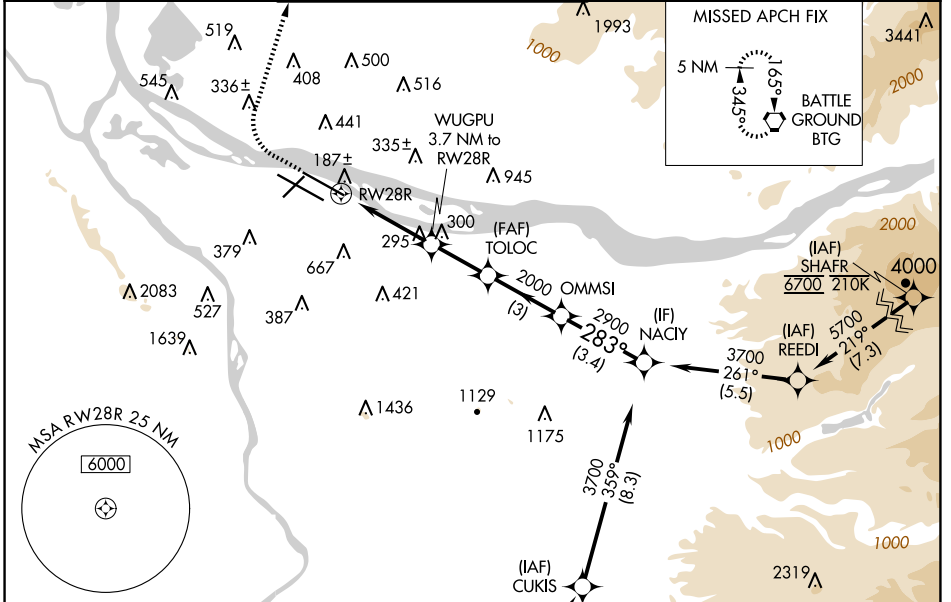 519
408
500
545
336±
516
441
WUGPU
3.7 NM to
RW28R
335±
187±
945
RW28R
1000
1993
MISSED APCH FIX
5 NM
345°
165°
BATTLE
GROUND
BTG
3441
2000
2000
379
667
295
300
(FAF)
TOLOC
2000
(3)
OMMSI
2900
283°
(3.4)
(IF)
NACIY
3700
261°
(5.5)
(IAF)
REEDI
5700
219°
(7.3)
(IAF)
SHAFR
6700 210K
4000
2083
527
387
421
1639
1436
1129
1175
1000
3700
359°
(8.3)
(IAF)
CUKIS
2319
1000
MSA RW28R 25 NM
6000